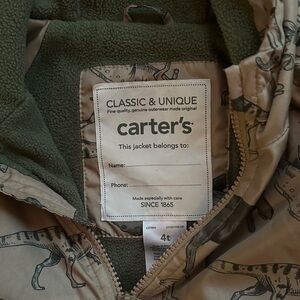 CLASSIC & UNIQUE
Fine quality, genuine outerwear made original
carter's
This jacket belongs to:
Name:
Phone:
Made especially with care
SINCE 1865
4t